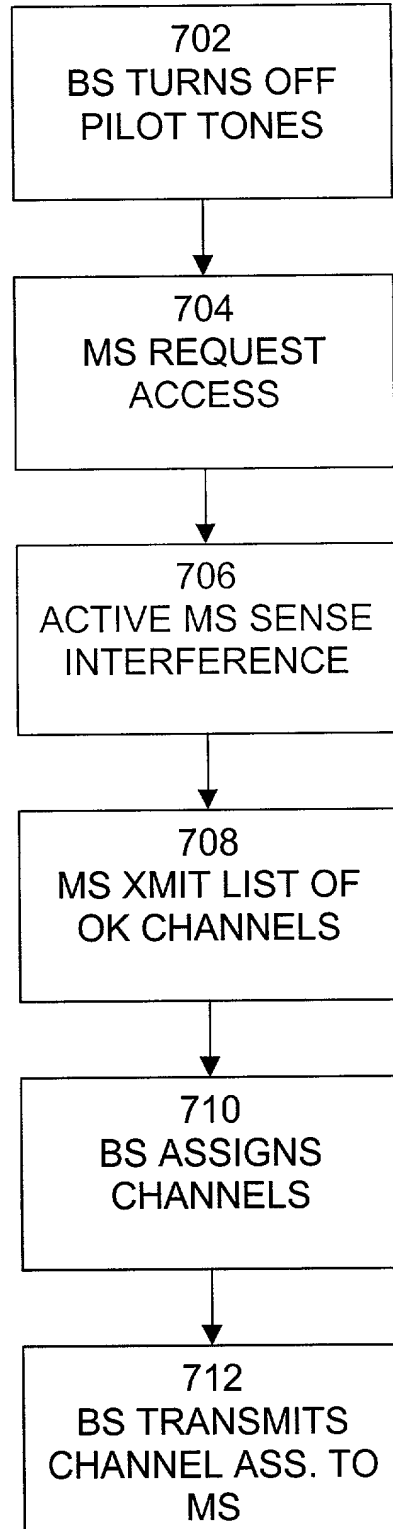 702
BS TURNS OFF
PILOT TONES
704
MS REQUEST
ACCESS
706
ACTIVE MS SENSE
INTERFERENCE
708
MS XMIT LIST OF
OK CHANNELS
710
BS ASSIGNS
CHANNELS
712
BS TRANSMITS
CHANNEL ASS. TO
MS